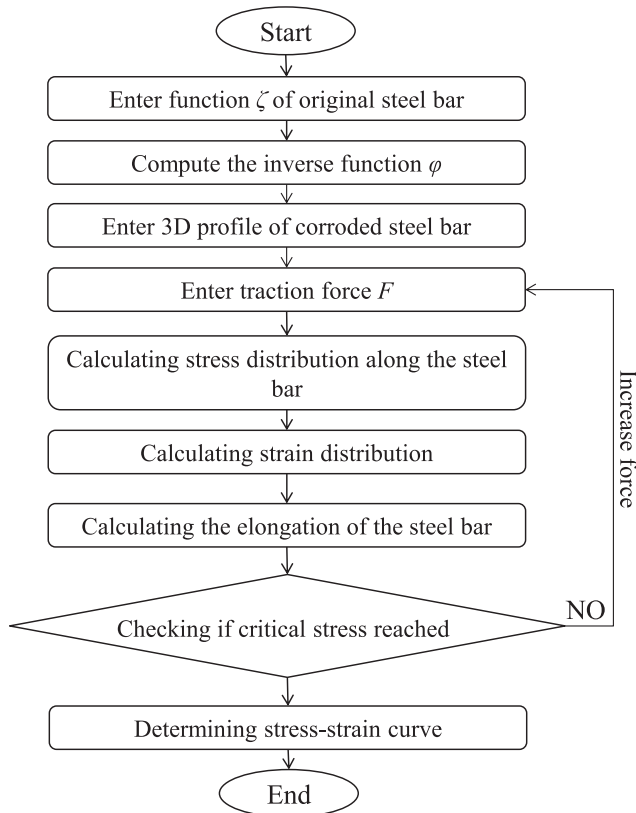 Start
Enter function ζ of original steel bar
Compute the inverse function φ
Enter 3D profile of corroded steel bar
Enter traction force F
Calculating stress distribution along the steel
bar
Calculating strain distribution
Calculating the elongation of the steel bar
Checking if critical stress reached
NO
Increase force
Determining stress-strain curve
End